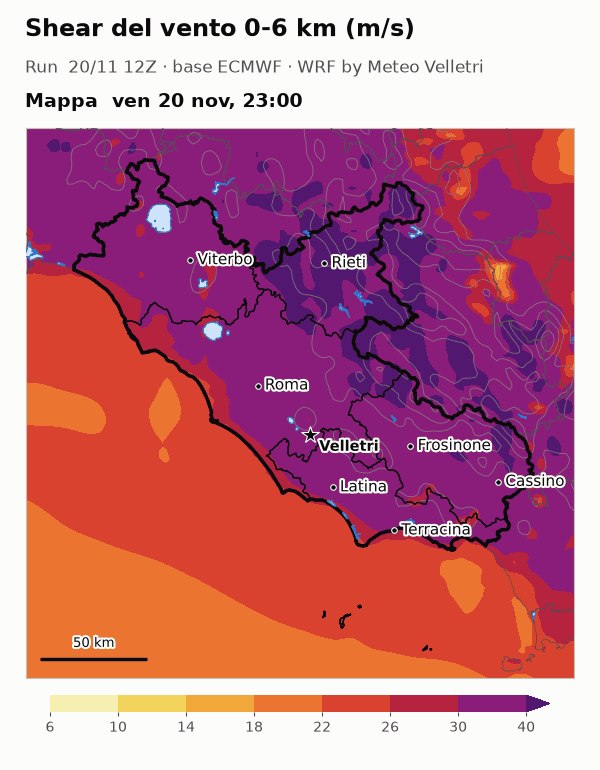 Shear del vento 0-6 km (m/s)
Run  20/11 12Z · base ECMWF · WRF by Meteo Velletri
Mappa  ven 20 nov, 23:00
Viterbo
Rieti
Roma
Velletri
Frosinone
Cassino
Latina
Terracina
50 km
6 10 14 18 22 26 30 40